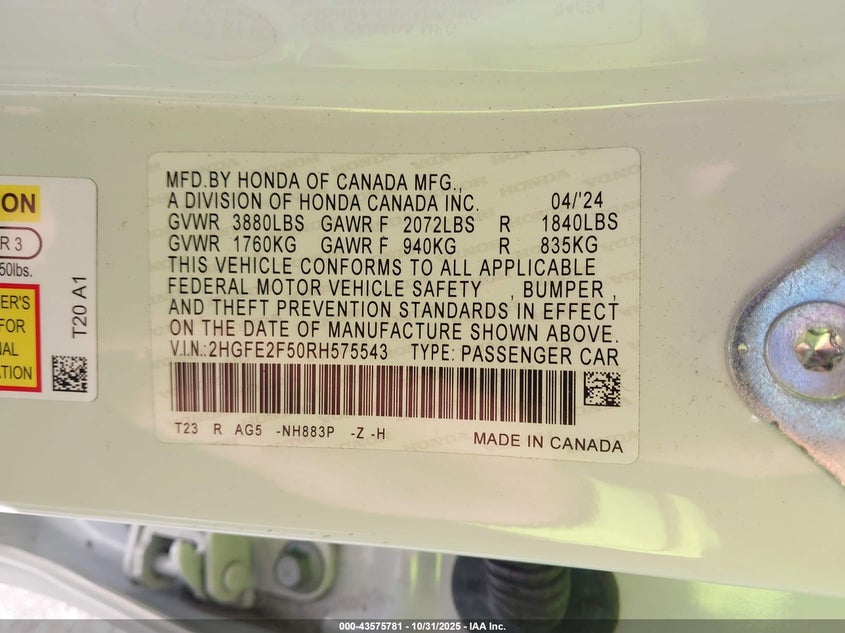 MFD.BY HONDA OF CANADA MFG.,
A DIVISION OF HONDA CANADA INC. 04/'24
GVWR 3880LBS GAWR F 2072LBS R 1840LBS
GVWR 1760KG GAWR F 940KG R 835KG
THIS VEHICLE CONFORMS TO ALL APPLICABLE
FEDERAL MOTOR VEHICLE SAFETY , BUMPER ,
AND THEFT PREVENTION STANDARDS IN EFFECT
ON THE DATE OF MANUFACTURE SHOWN ABOVE.
V.I.N.:2HGFE2F50RH575543 TYPE: PASSENGER CAR
T23 R AG5 -NH883P -Z -H MADE IN CANADA
ON
R 3
50lbs.
ER'S
FOR
NAL
ATION
T20 A1
000-43575781 - 10/31/2025 - IAA Inc.